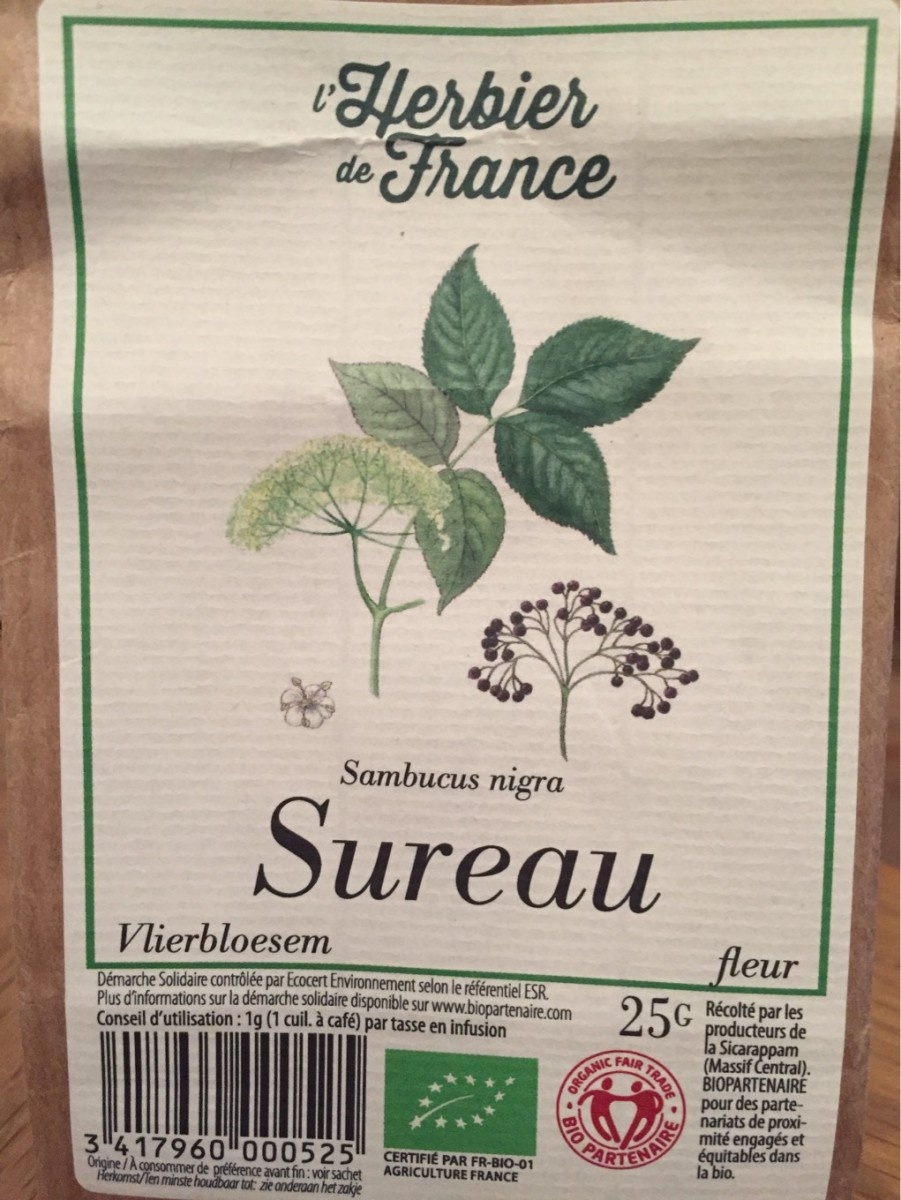 l'Herbier
de France
Sambucus nigra
Sureau
Vlierbloesem
fleur
Démarche Solidaire contrôlée par Ecocert Environnement selon le référentiel ESR.
Plus d'informations sur la démarche solidaire disponible sur www.biopartenaire.com
Conseil d'utilisation : 1g (1 cuil. à café) par tasse en infusion
25G
Récolté par les
producteurs de
la Sicarappam
(Massif Central).
BIOPARTENAIRE
pour des parte-
nariats de proxi-
mité engagés et
équitables dans
la bio.
3 417960 000525
Origine / À consommer de préférence avant fin : voir sachet
Herkomst/Ten minste houdbaar tot: zie onderaan het zakje
CERTIFIÉ PAR FR-BIO-01
AGRICULTURE FRANCE
ORGANIC FAIR TRADE
BIO PARTENAIRE